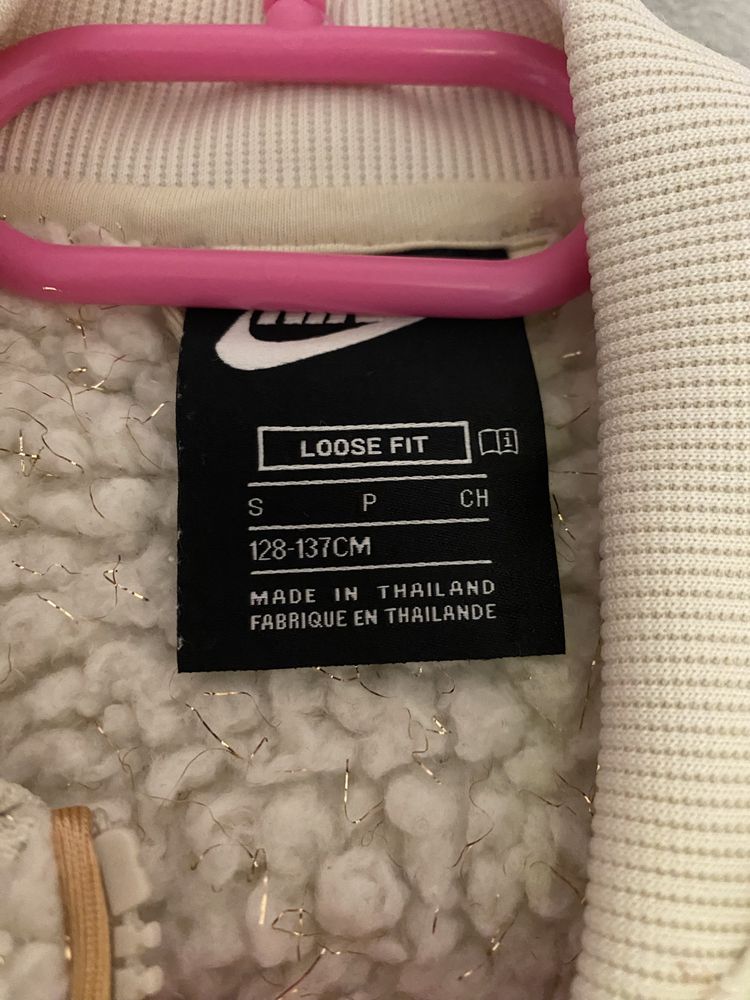 LOOSE FIT
S P CH
128-137CM
MADE IN THAILAND
FABRIQUE EN THAILANDE